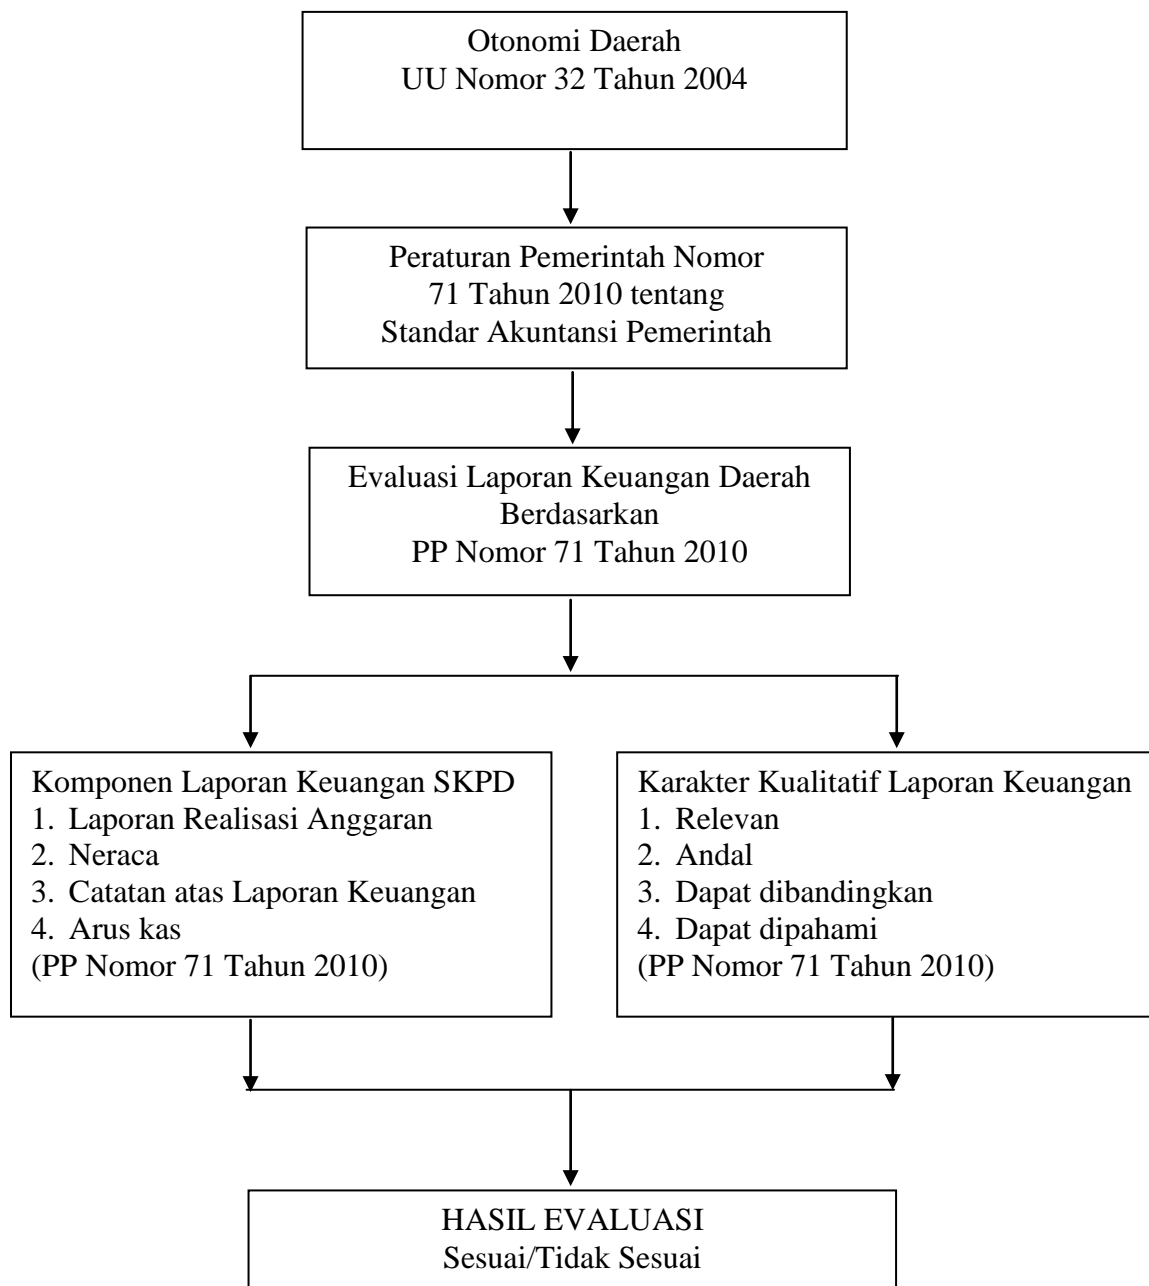 Otonomi Daerah
UU Nomor 32 Tahun 2004
Peraturan Pemerintah Nomor
71 Tahun 2010 tentang
Standar Akuntansi Pemerintah
Evaluasi Laporan Keuangan Daerah
Berdasarkan
PP Nomor 71 Tahun 2010
Komponen Laporan Keuangan SKPD
1. Laporan Realisasi Anggaran
2. Neraca
3. Catatan atas Laporan Keuangan
4. Arus kas
(PP Nomor 71 Tahun 2010)
Karakter Kualitatif Laporan Keuangan
1. Relevan
2. Andal
3. Dapat dibandingkan
4. Dapat dipahami
(PP Nomor 71 Tahun 2010)
HASIL EVALUASI
Sesuai/Tidak Sesuai